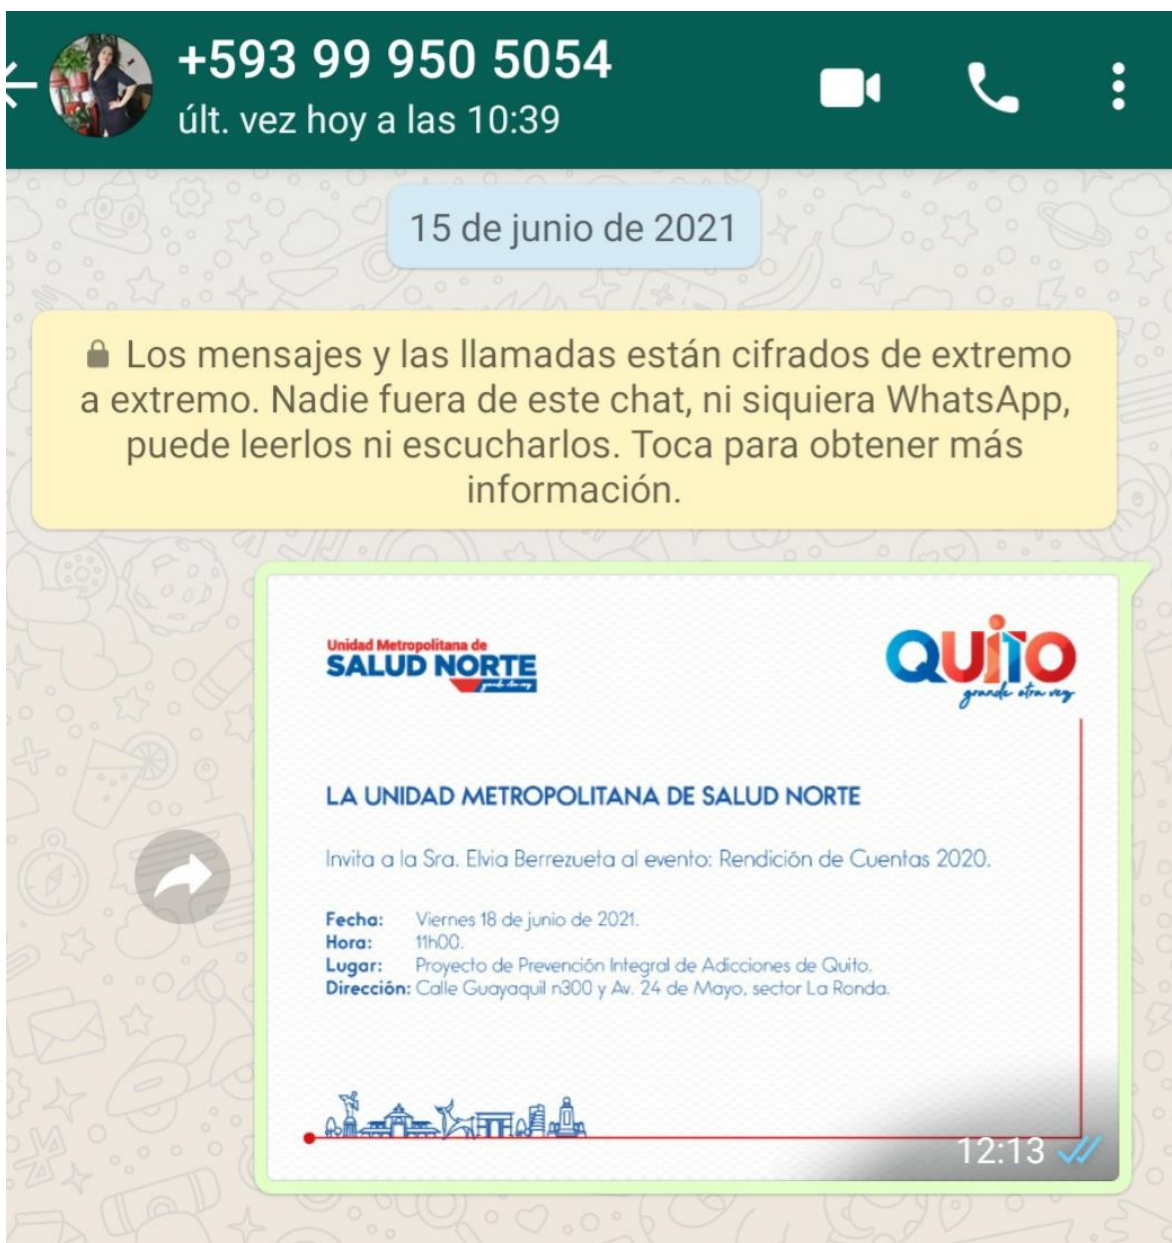 +593 99 950 5054
últ. vez hoy a las 10:39
15 de junio de 2021
Los mensajes y las llamadas están cifrados de extremo
a extremo. Nadie fuera de este chat, ni siquiera WhatsApp,
puede leerlos ni escucharlos. Toca para obtener más
información.
Unidad Metropolitana de
SALUD NORTE
grande otra vez
QUITO
grande otra vez
LA UNIDAD METROPOLITANA DE SALUD NORTE
Invita a la Sra. Elvia Berrezueta al evento: Rendición de Cuentas 2020.
Fecha: Viernes 18 de junio de 2021.
Hora: 11h00.
Lugar: Proyecto de Prevención Integral de Adicciones de Quito.
Dirección: Calle Guayaquil n300 y Av. 24 de Mayo, sector La Ronda.
12:13